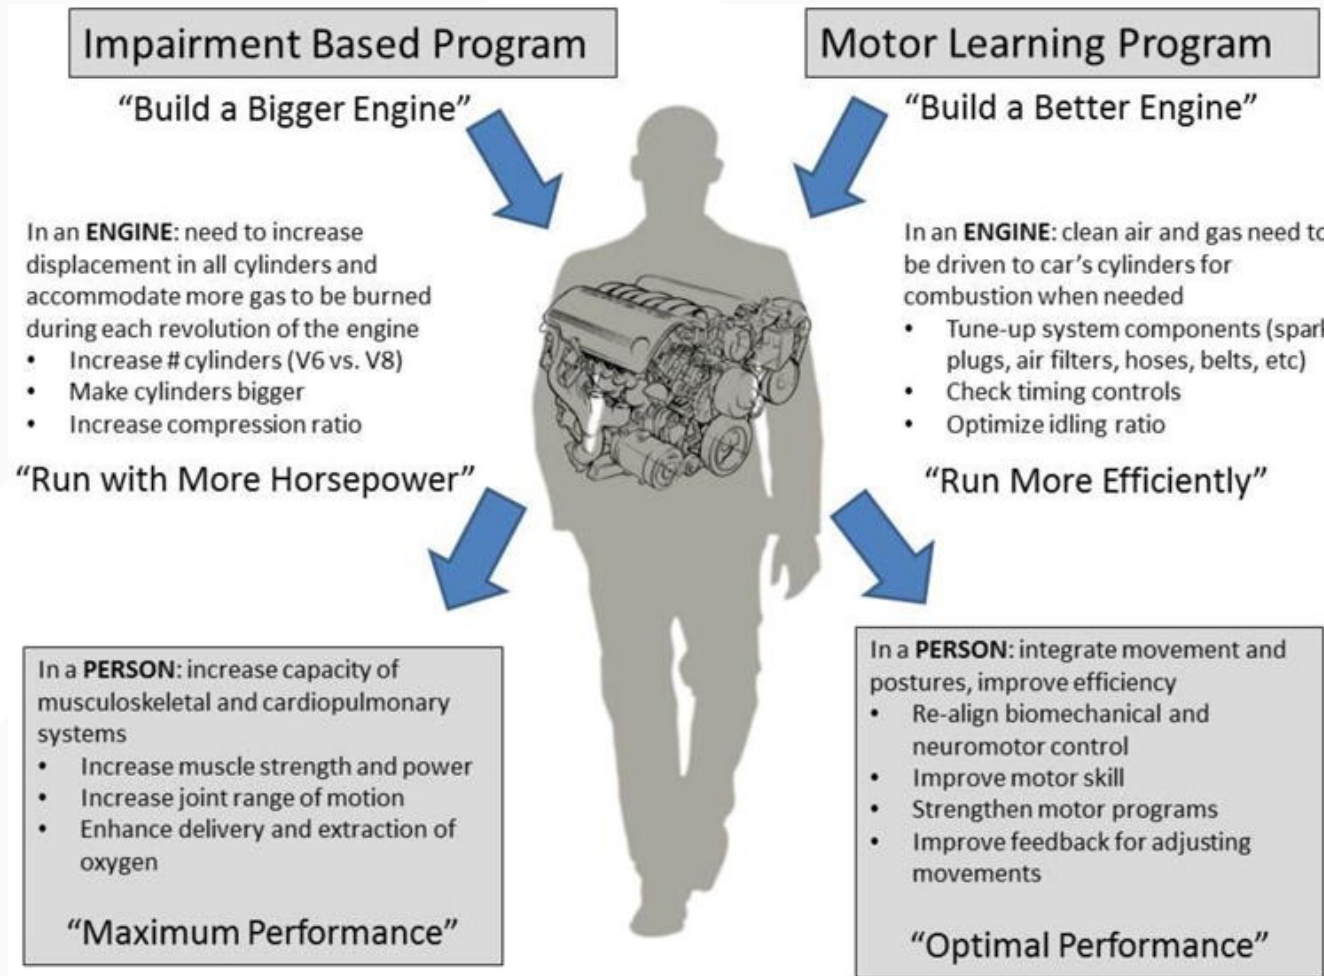 Impairment Based Program
“Build a Bigger Engine”
In an ENGINE: need to increase
displacement in all cylinders and
accommodate more gas to be burned
during each revolution of the engine
• Increase # cylinders (V6 vs. V8)
• Make cylinders bigger
• Increase compression ratio
“Run with More Horsepower”
In a PERSON: increase capacity of
musculoskeletal and cardiopulmonary
systems
• Increase muscle strength and power
• Increase joint range of motion
• Enhance delivery and extraction of
oxygen
“Maximum Performance”
Motor Learning Program
“Build a Better Engine”
In an ENGINE: clean air and gas need to
be driven to car’s cylinders for
combustion when needed
• Tune-up system components (spark
plugs, air filters, hoses, belts, etc)
• Check timing controls
• Optimize idling ratio
“Run More Efficiently”
In a PERSON: integrate movement and
postures, improve efficiency
• Re-align biomechanical and
neuromotor control
• Improve motor skill
• Strengthen motor programs
• Improve feedback for adjusting
movements
“Optimal Performance”